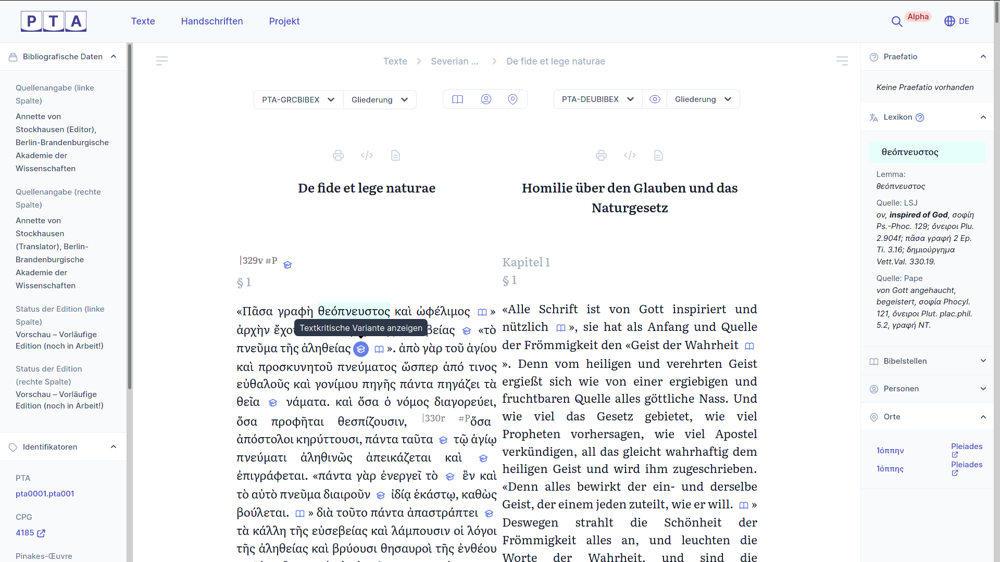 PTA
Texte
Handschriften
Projekt
Alpha
DE
Bibliografische Daten
Quellenangabe (linke
Spalte)
Annette von
Stockhausen (Editor),
Berlin-Brandenburgische
Akademie der
Wissenschaften
Quellenangabe (rechte
Spalte)
Annette von
Stockhausen
(Translator), Berlin-
Brandenburgische
Akademie der
Wissenschaften
Status der Edition (linke
Spalte)
Vorschau – Vorläufige
Edition (noch in Arbeit!)
Status der Edition
(rechte Spalte)
Vorschau – Vorläufige
Edition (noch in Arbeit!)
Identifikatoren
PTA
pta0001.pta001
CPG
4185
Pinakes-Œuvre
Texte > Severian ... > De fide et lege naturae
PTA-GRCBIBEX
Gliederung
PTA-DEUBIBEX
Gliederung
De fide et lege naturae
|329v #P
§ 1
«Πᾶσα γραφὴ θεόπνευστος καὶ ὠφέλιμος »
Textkritische Variante anzeigen
ἀρχὴν ἔχου βείας «τὸ
πνεῦμα τῆς ἀληθείας ». ἀπὸ γὰρ τοῦ ἁγίου
καὶ προσκυνητοῦ πνεύματος ὥσπερ ἀπό τινος
εὐθαλοῦς καὶ γονίμου πηγῆς πάντα πηγάζει τὰ
θεῖα νάματα. καὶ ὅσα ὁ νόμος διαγορεύει,
ὅσα προφῆται θεσπίζουσιν, |330r #Pὅσα
ἀπόστολοι κηρύττουσι, πάντα ταῦτα τῷ ἁγίῳ
πνεύματι ἀληθινῶς ἀπεικάζεται καὶ
ἐπιγράφεται. «πάντα γὰρ ἐνεργεῖ τὸ ἓν καὶ
τὸ αὐτὸ πνεῦμα διαιροῦν ἰδίᾳ ἑκάστῳ, καθὼς
βούλεται. » διὰ τοῦτο πάντα ἀπαστράπτει
τὰ κάλλη τῆς εὐσεβείας καὶ λάμπουσιν οἱ λόγοι
τῆς ἀληθείας καὶ βρύουσι θησαυροὶ τῆς ἐνθέου
Homilie über den Glauben und das
Naturgesetz
Kapitel 1
§ 1
«Alle Schrift ist von Gott inspiriert und
nützlich », sie hat als Anfang und Quelle
der Frömmigkeit den «Geist der Wahrheit
». Denn vom heiligen und verehrten Geist
ergießt sich wie von einer ergiebigen und
fruchtbaren Quelle alles göttliche Nass. Und
wie viel das Gesetz gebietet, wie viel
Propheten vorhersagen, wie viel Apostel
verkündigen, all das gleicht wahrhaftig dem
heiligen Geist und wird ihm zugeschrieben.
«Denn alles bewirkt der ein- und derselbe
Geist, der einem jeden zuteilt, wie er will. »
Deswegen strahlt die Schönheit der
Frömmigkeit alles an, und leuchten die
Worte der Wahrheit, und sind die
Praefatio
Keine Praefatio vorhanden
Lexikon
θεόπνευστος
Lemma:
θεόπνευστος
Quelle: LSJ
ον, inspired of God, σοφίη
Ps.-Phoc. 129; ὄνειροι Plu.
2.904f; πᾶσα γραφή 2 Ep.
Ti. 3.16; δημιούργημα
Vett.Val. 330.19.
Quelle: Pape
von Gott angehaucht,
begeistert, σοφία Phocyl.
121, ὄνειροι Plut. plac.phil.
5.2, γραφή NT.
Bibelstellen
Personen
Orte
Ἰόππην Pleiades
Ἰόππης Pleiades